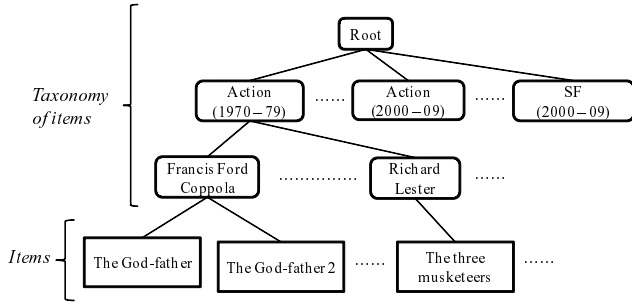 Root
Taxonomy
of items
Action
(1970−79)
......
Action
(2000−09)
......
SF
(2000−09)
Francis Ford
Coppola
..................
Richard
Lester
......
Items
The God-father
The God-father 2
......
The three
musketeers
......